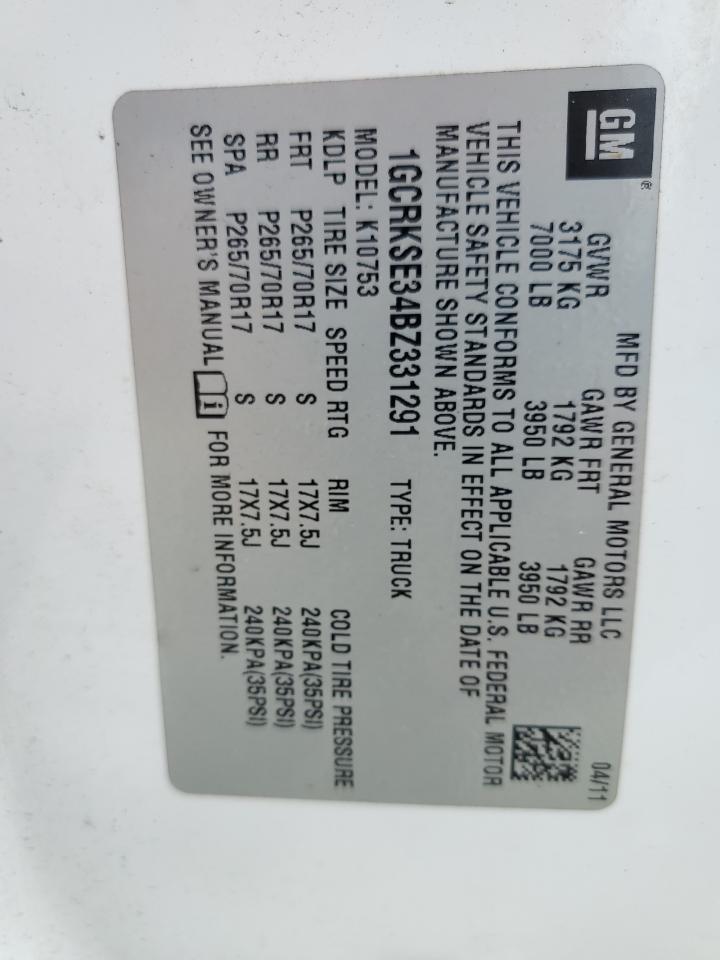 GM®
MFD BY GENERAL MOTORS LLC 04/11
GVWR GAWR FRT GAWR RR
3175 KG 1792 KG 1792 KG
7000 LB 3950 LB 3950 LB
THIS VEHICLE CONFORMS TO ALL APPLICABLE U.S. FEDERAL MOTOR
VEHICLE SAFETY STANDARDS IN EFFECT ON THE DATE OF
MANUFACTURE SHOWN ABOVE.
1GCRKSE34BZ331291 TYPE: TRUCK
MODEL: K10753
KDLP TIRE SIZE SPEED RTG RIM COLD TIRE PRESSURE
FRT P265/70R17 S 17X7.5J 240KPA(35PSI)
RR P265/70R17 S 17X7.5J 240KPA(35PSI)
SPA P265/70R17 S 17X7.5J 240KPA(35PSI)
SEE OWNER'S MANUAL i FOR MORE INFORMATION.